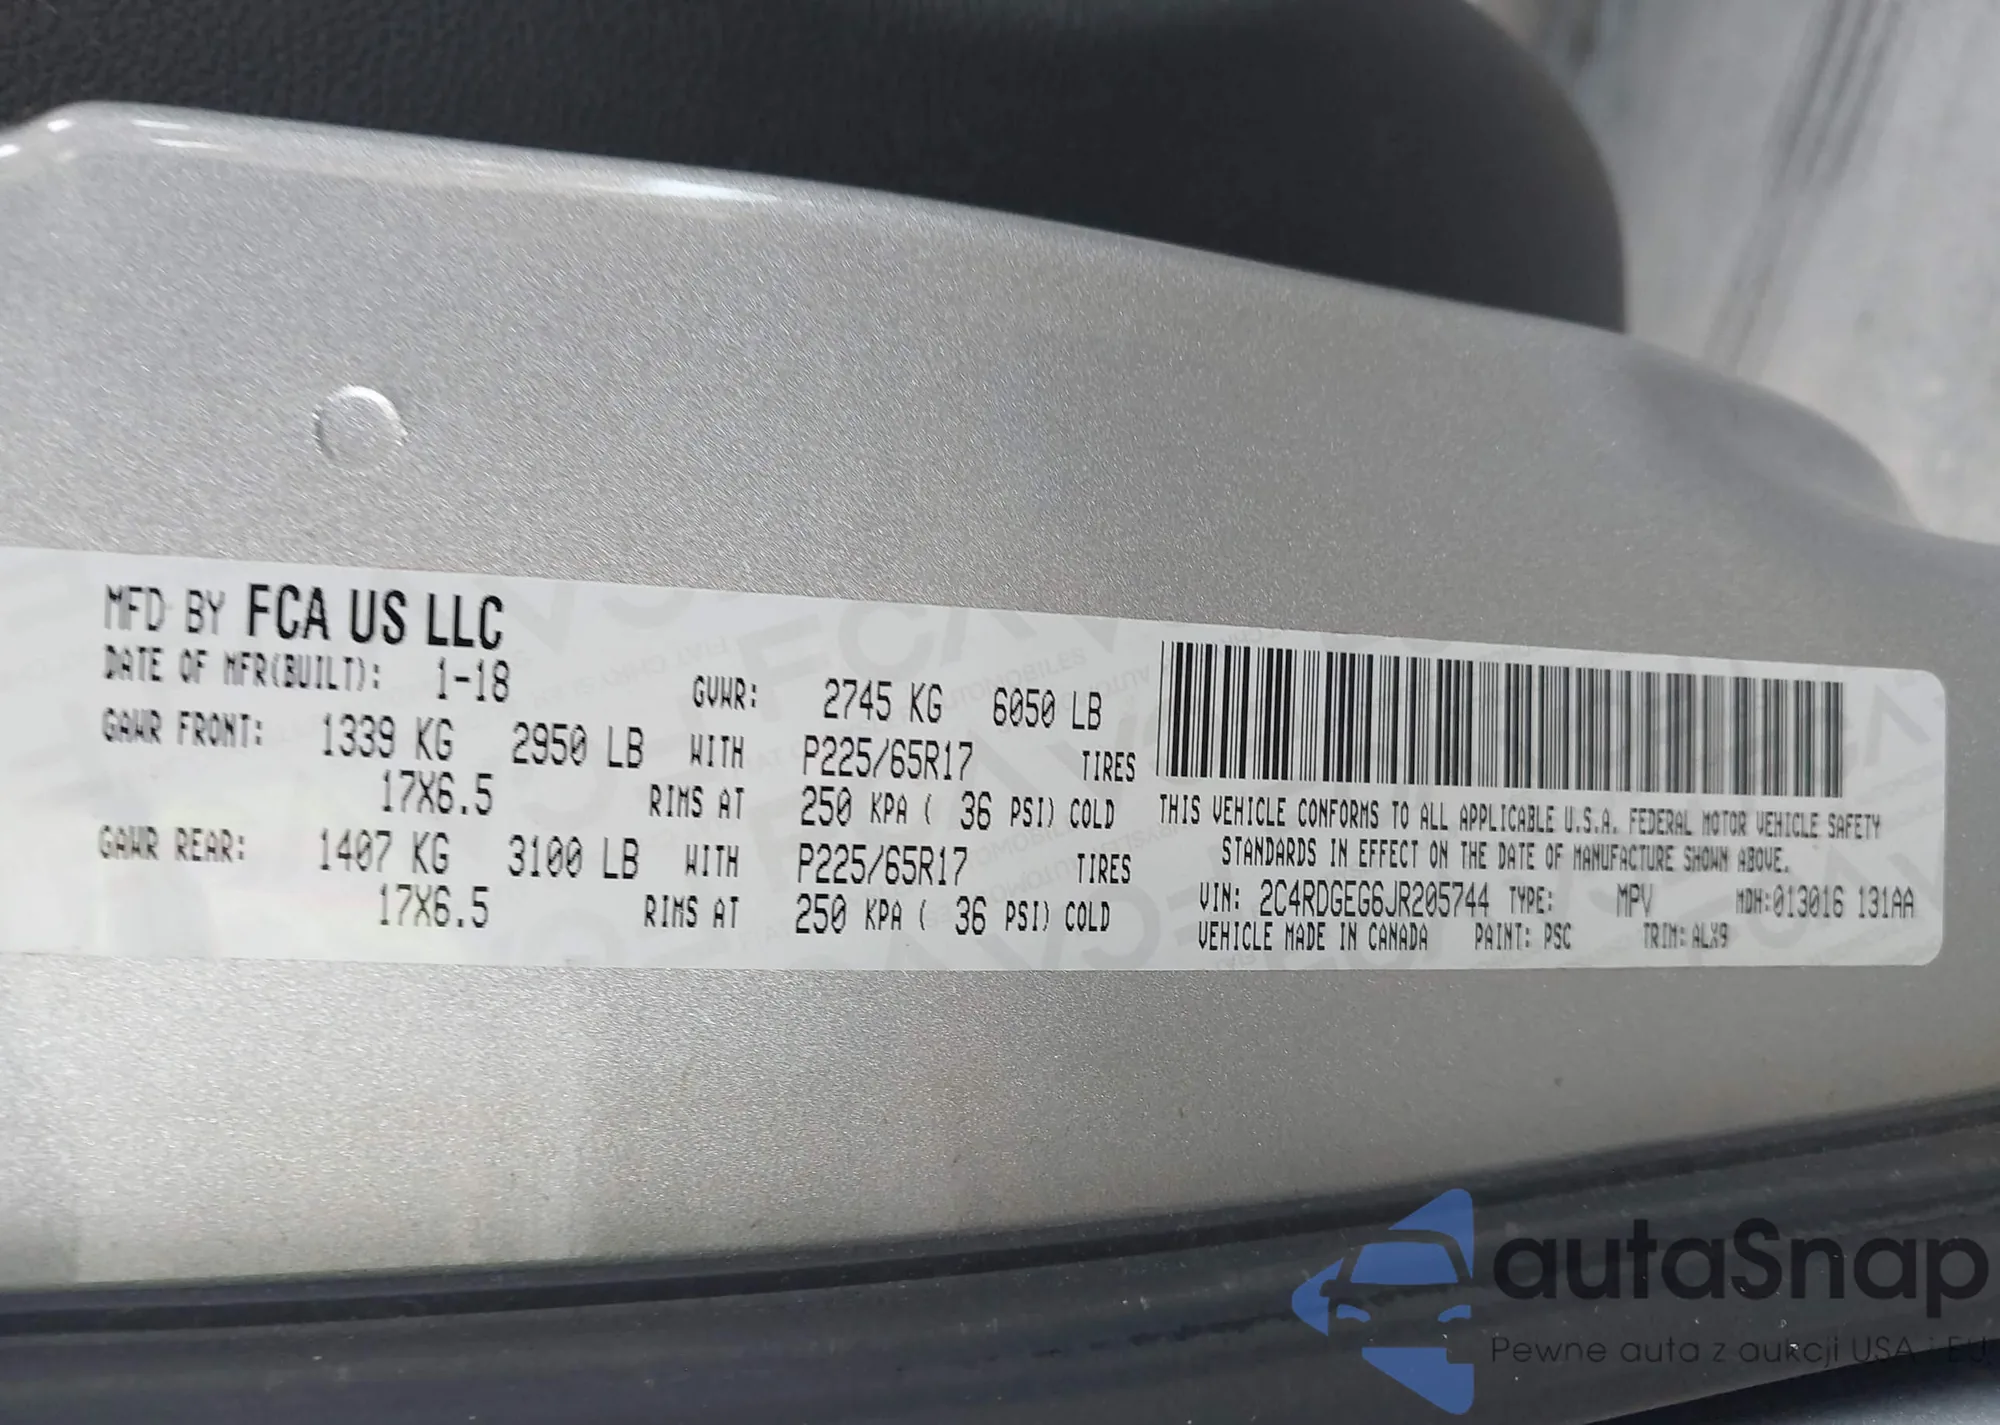 MFD BY FCA US LLC
DATE OF MFR(BUILT): 1-18 GVWR: 2745 KG 6050 LB
GAWR FRONT: 1339 KG 2950 LB WITH P225/65R17 TIRES
17X6.5 RIMS AT 250 KPA ( 36 PSI) COLD
GAWR REAR: 1407 KG 3100 LB WITH P225/65R17 TIRES
17X6.5 RIMS AT 250 KPA ( 36 PSI) COLD
THIS VEHICLE CONFORMS TO ALL APPLICABLE U.S.A. FEDERAL MOTOR VEHICLE SAFETY
STANDARDS IN EFFECT ON THE DATE OF MANUFACTURE SHOWN ABOVE.
VIN: 2C4RDGEG6JR205744 TYPE: MPV MDH:013016 131AA
VEHICLE MADE IN CANADA PAINT: PSC TRIM: ALX9
autaSnap
Pewne auta z aukcji USA i EU